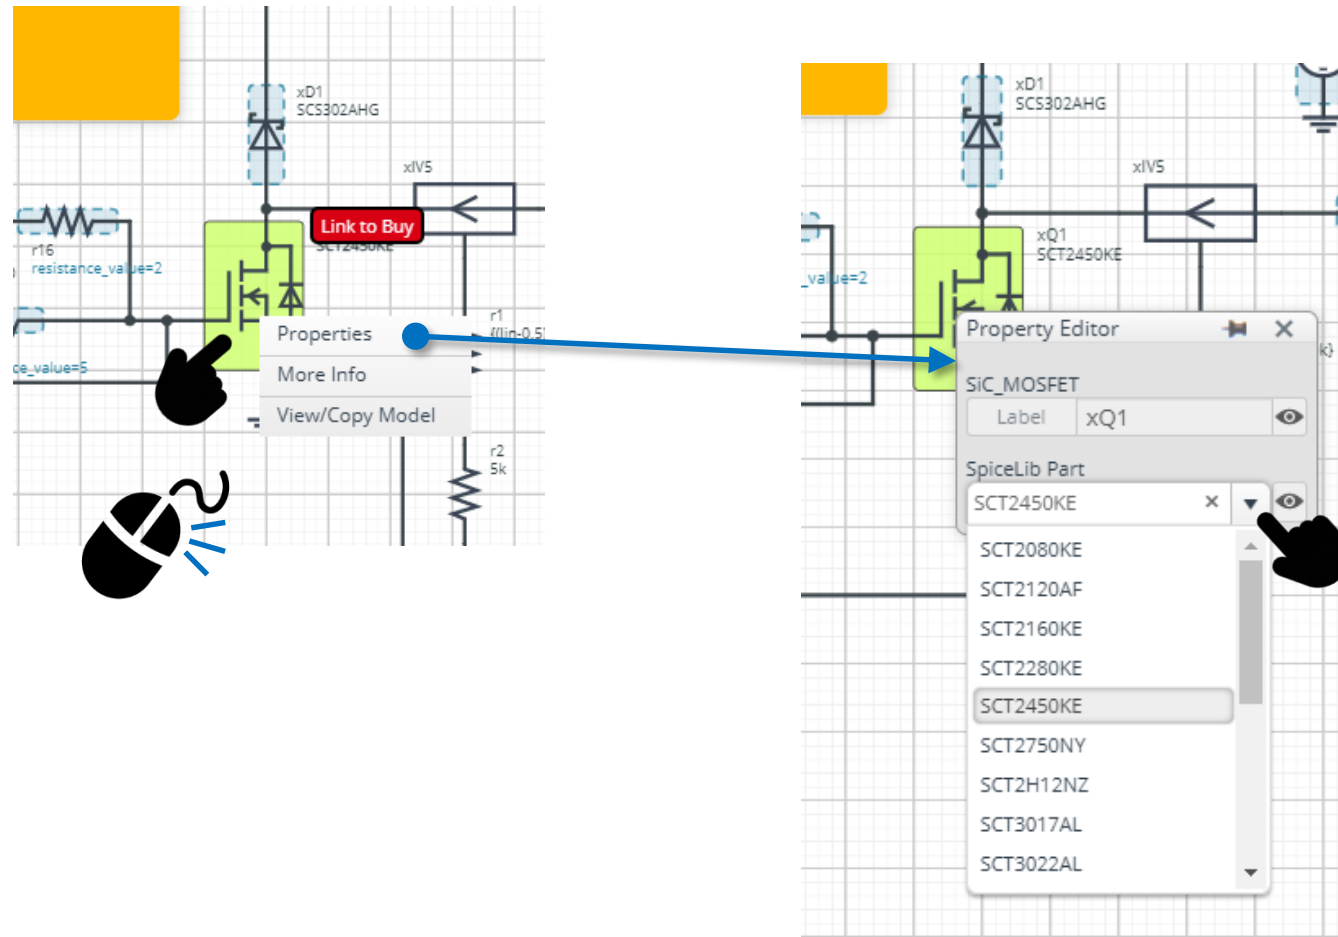 xD1
SCS302AHG
xIV5
Link to Buy
SCT2450KE
r16
resistance_value=2
r1
Properties
More Info
View/Copy Model
r2
5k
xD1
SCS302AHG
xIV5
xQ1
SCT2450KE
_value=2
Property Editor
k}
SiC_MOSFET
Label xQ1
SpiceLib Part
SCT2450KE
SCT2080KE
SCT2120AF
SCT2160KE
SCT2280KE
SCT2450KE
SCT2750NY
SCT2H12NZ
SCT3017AL
SCT3022AL